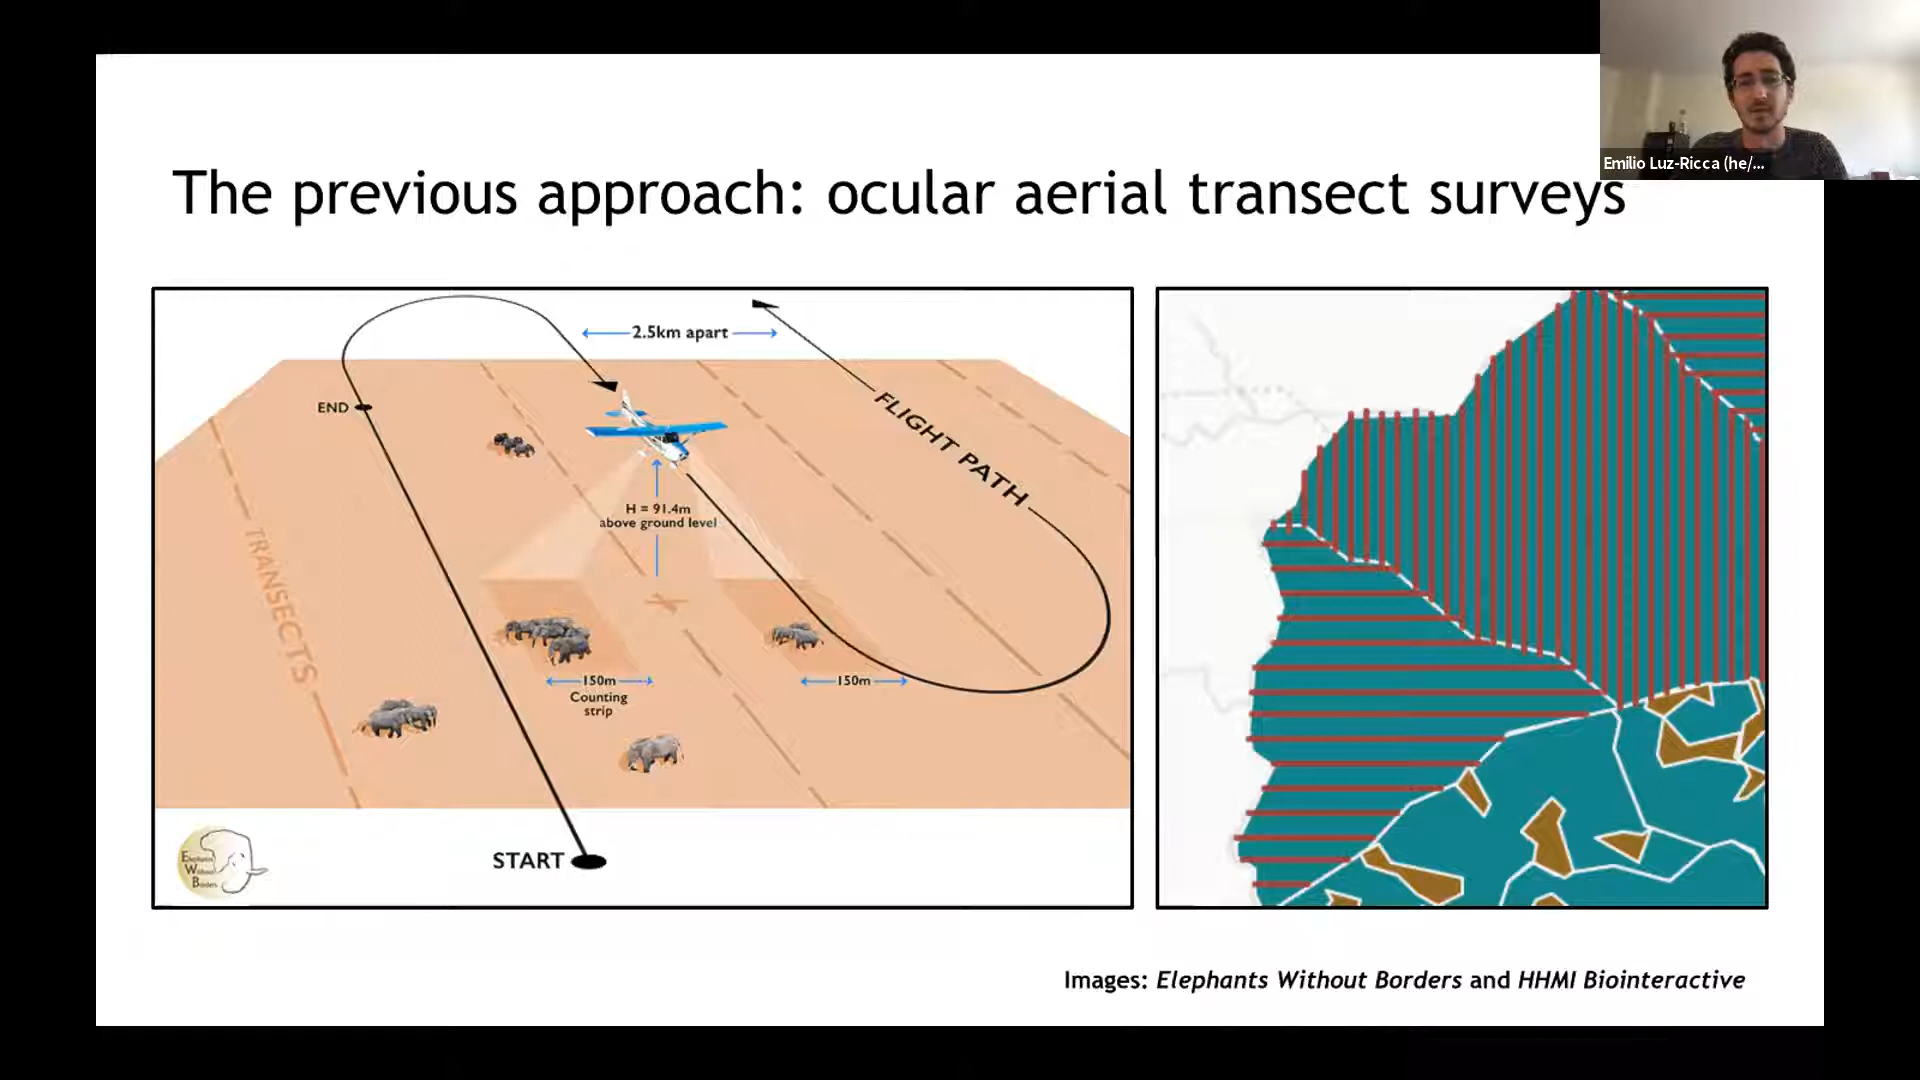 Emilio Luz-Ricca (he/...
The previous approach: ocular aerial transect surveys
2.5km apart
END
FLIGHT PATH
H = 91.4m
above ground level
TRANSECTS
150m
Counting
strip
150m
START
Elephants
Without
Borders
Images: Elephants Without Borders and HHMI Biointeractive